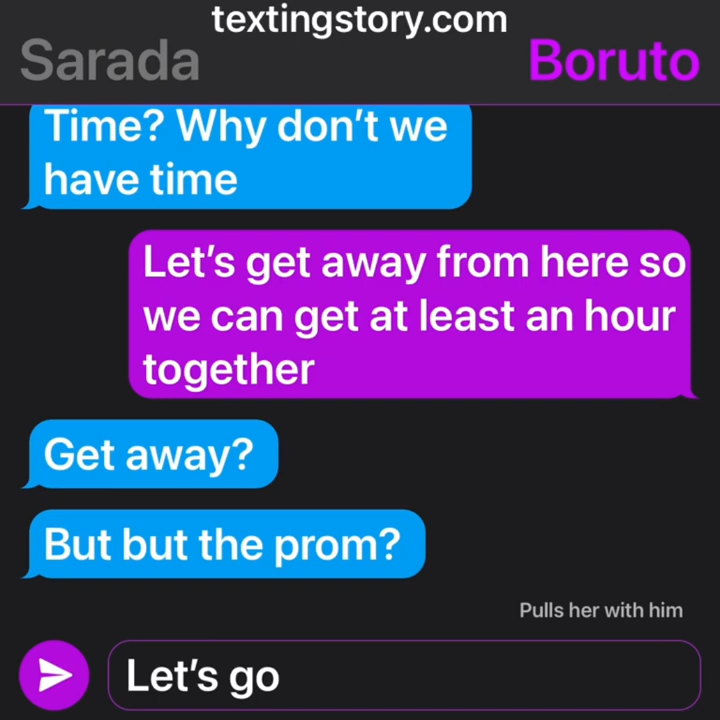 textingstory.com
Sarada Boruto
Time? Why don't we
have time
Let's get away from here so
we can get at least an hour
together
Get away?
But but the prom?
Pulls her with him
Let's go